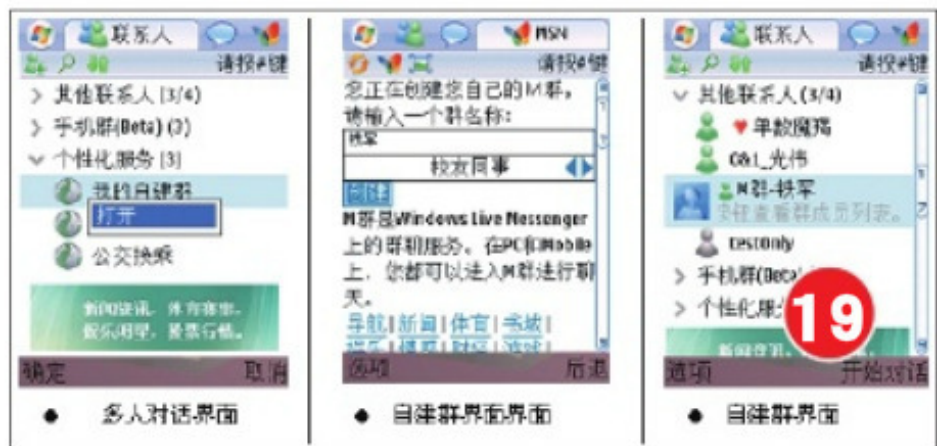 联系人
请按#键
> 其他联系人 (3/4)
> 手机群(Beta) (3)
个性化服务 (3)
我的自建群
打开
公交换乘
新闻资讯，体育赛事，
娱乐明星，股票行情。
确定 取消
● 多人对话界面
MSN
请按#键
您正在创建您自己的M群，
请输入一个群名称：
铁军
校友同事
创建
M群是Windows Live Messenger
上的群聊服务。在PC和Mobile
上，您都可以进入M群进行聊
天。
导航|新闻|体育|书城|
选项 后退
● 自建群界面界面
联系人
请按#键
其他联系人(3/4)
♥单数魔羯
G&L_光伟
M群-铁军
查看群成员列表。
testonly
> 手机群(Beta)
> 个性化服
19
新闻资讯，
选项 开始对话
● 自建群界面